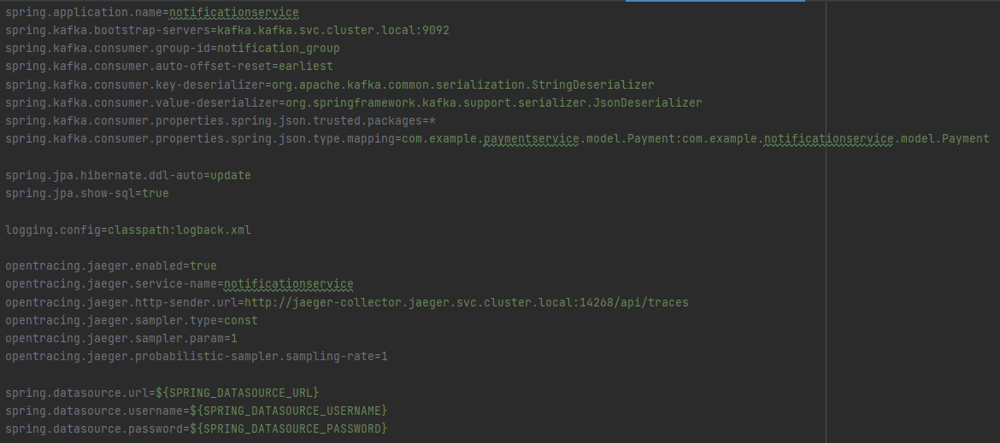 spring.application.name=notificationservice
spring.kafka.bootstrap-servers=kafka.kafka.svc.cluster.local:9092
spring.kafka.consumer.group-id=notification_group
spring.kafka.consumer.auto-offset-reset=earliest
spring.kafka.consumer.key-deserializer=org.apache.kafka.common.serialization.StringDeserializer
spring.kafka.consumer.value-deserializer=org.springframework.kafka.support.serializer.JsonDeserializer
spring.kafka.consumer.properties.spring.json.trusted.packages=*
spring.kafka.consumer.properties.spring.json.type.mapping=com.example.paymentservice.model.Payment:com.example.notificationservice.model.Payment
spring.jpa.hibernate.ddl-auto=update
spring.jpa.show-sql=true
logging.config=classpath:logback.xml
opentracing.jaeger.enabled=true
opentracing.jaeger.service-name=notificationservice
opentracing.jaeger.http-sender.url=http://jaeger-collector.jaeger.svc.cluster.local:14268/api/traces
opentracing.jaeger.sampler.type=const
opentracing.jaeger.sampler.param=1
opentracing.jaeger.probabilistic-sampler.sampling-rate=1
spring.datasource.url=${SPRING_DATASOURCE_URL}
spring.datasource.username=${SPRING_DATASOURCE_USERNAME}
spring.datasource.password=${SPRING_DATASOURCE_PASSWORD}